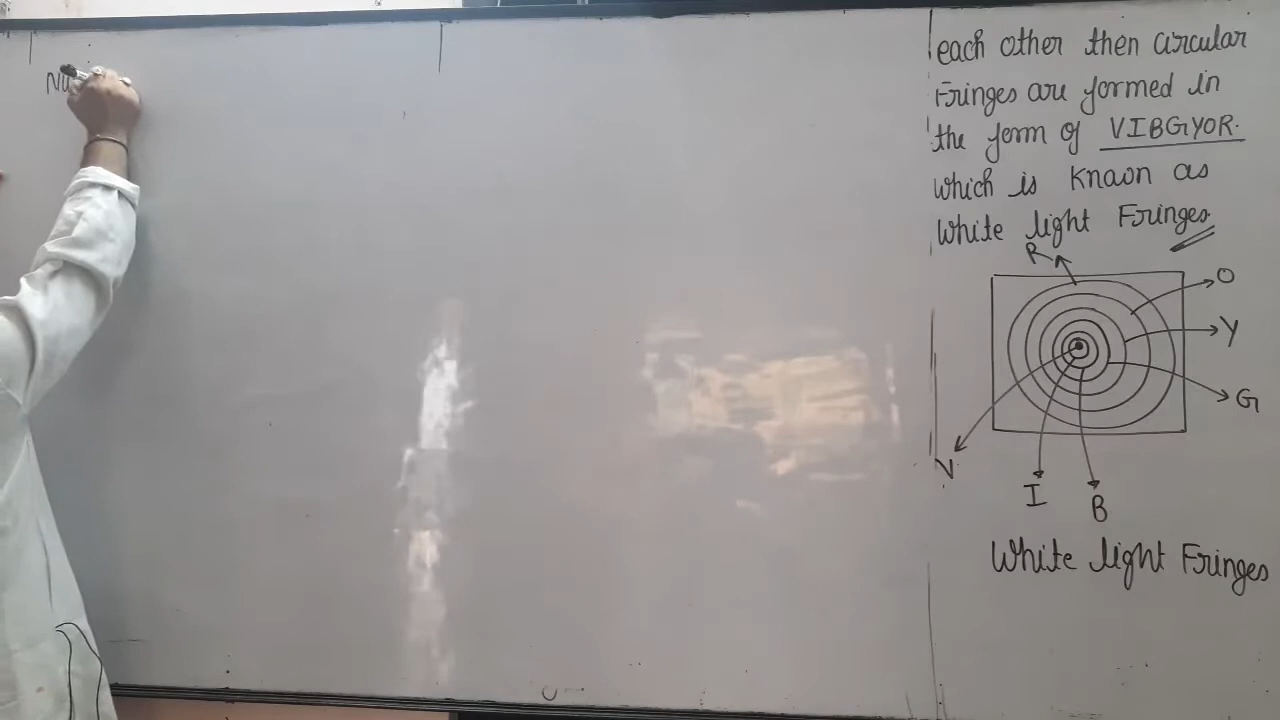 Nu
each other then circular
Fringes are formed in
the form of VIBGYOR.
which is known as
White light Fringes
R
O
Y
G
V
I
B
White light Fringes